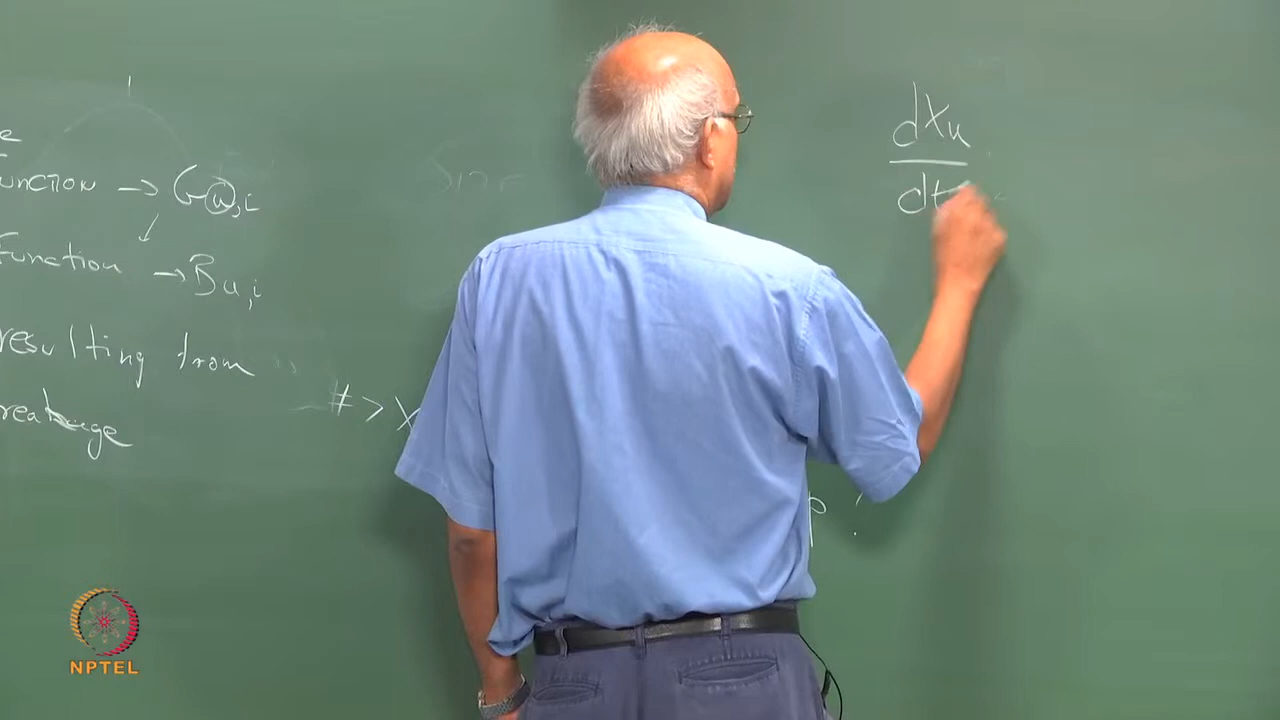 e
unction → G@,i
Function → Bu,i
resulting from
reakage
# > X
p
dXu
dt
NPTEL